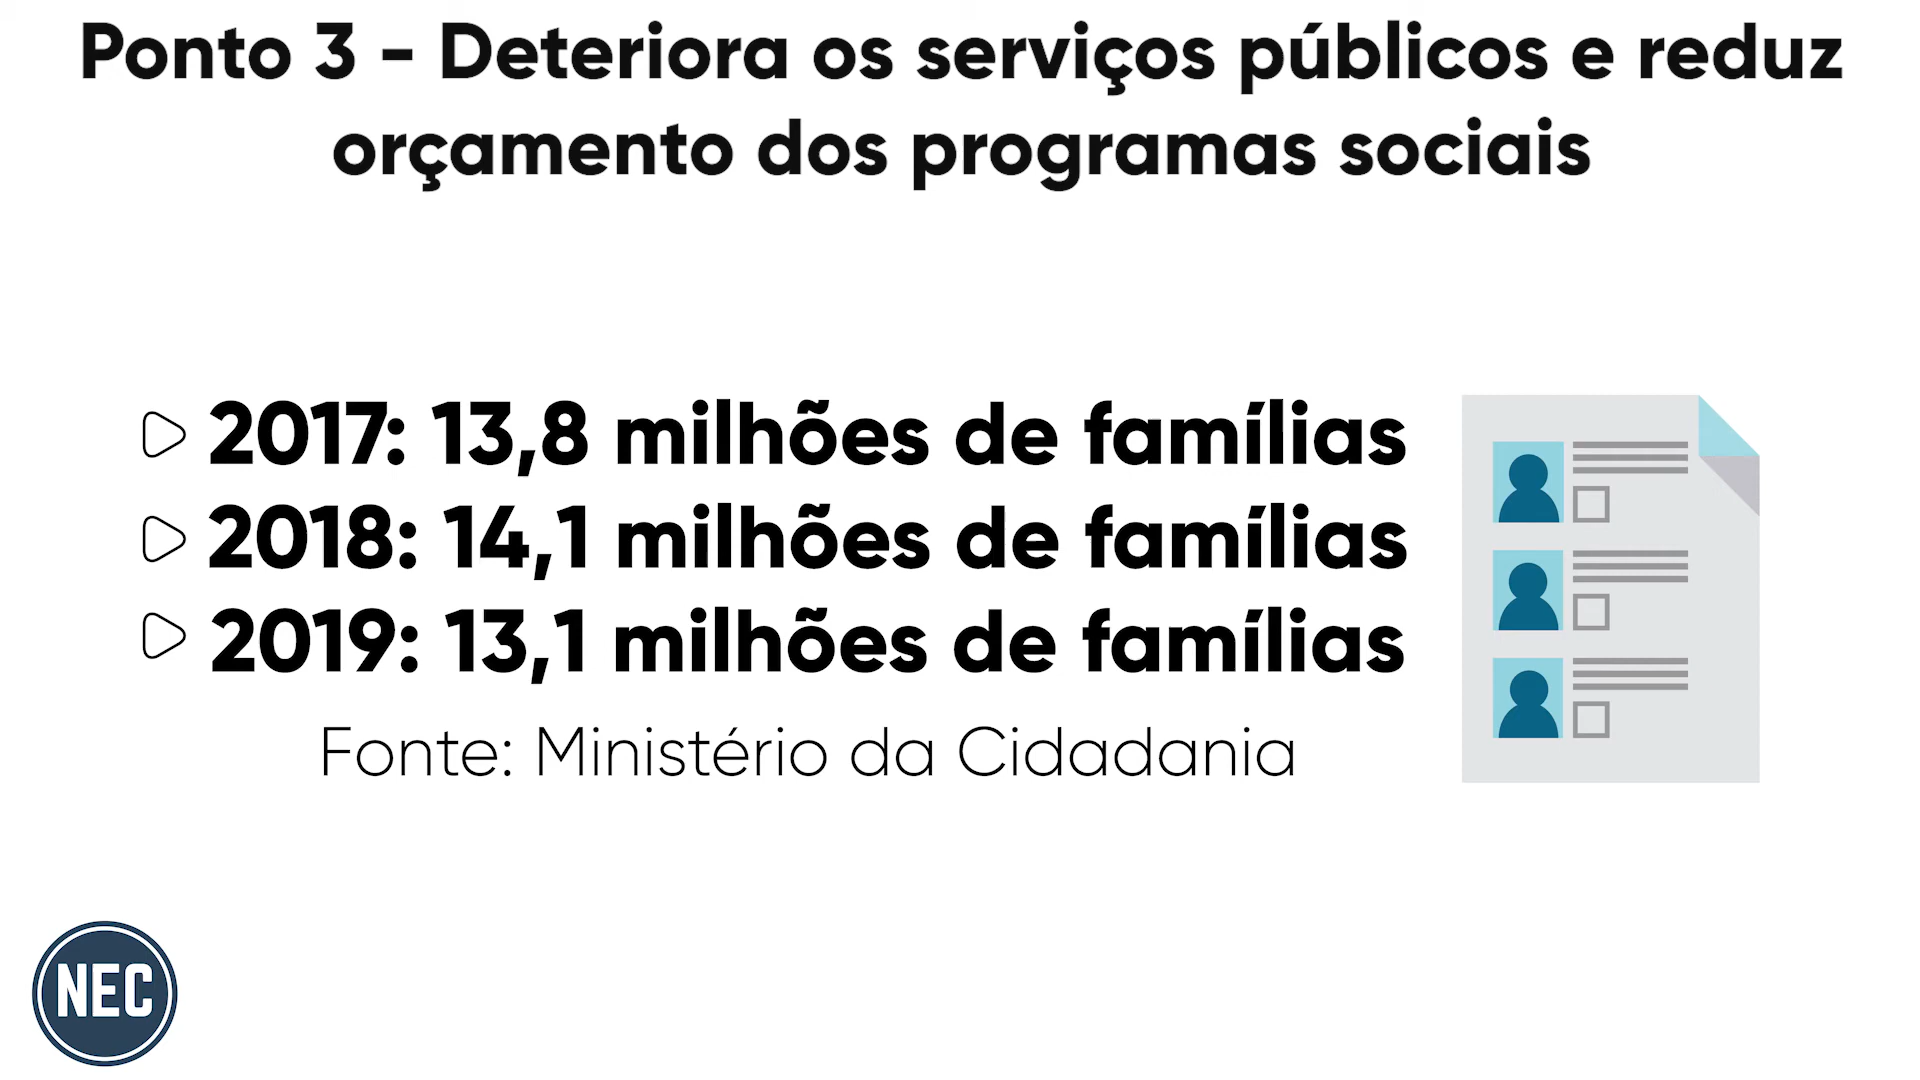 Ponto 3 - Deteriora os serviços públicos e reduz
orçamento dos programas sociais
2017: 13,8 milhões de famílias
2018: 14,1 milhões de famílias
2019: 13,1 milhões de famílias
Fonte: Ministério da Cidadania
NEC